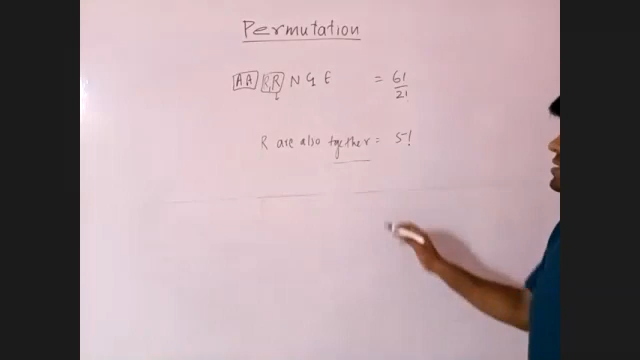 Permutation
AA RR N G E = 6!/2!
R are also together = 5!